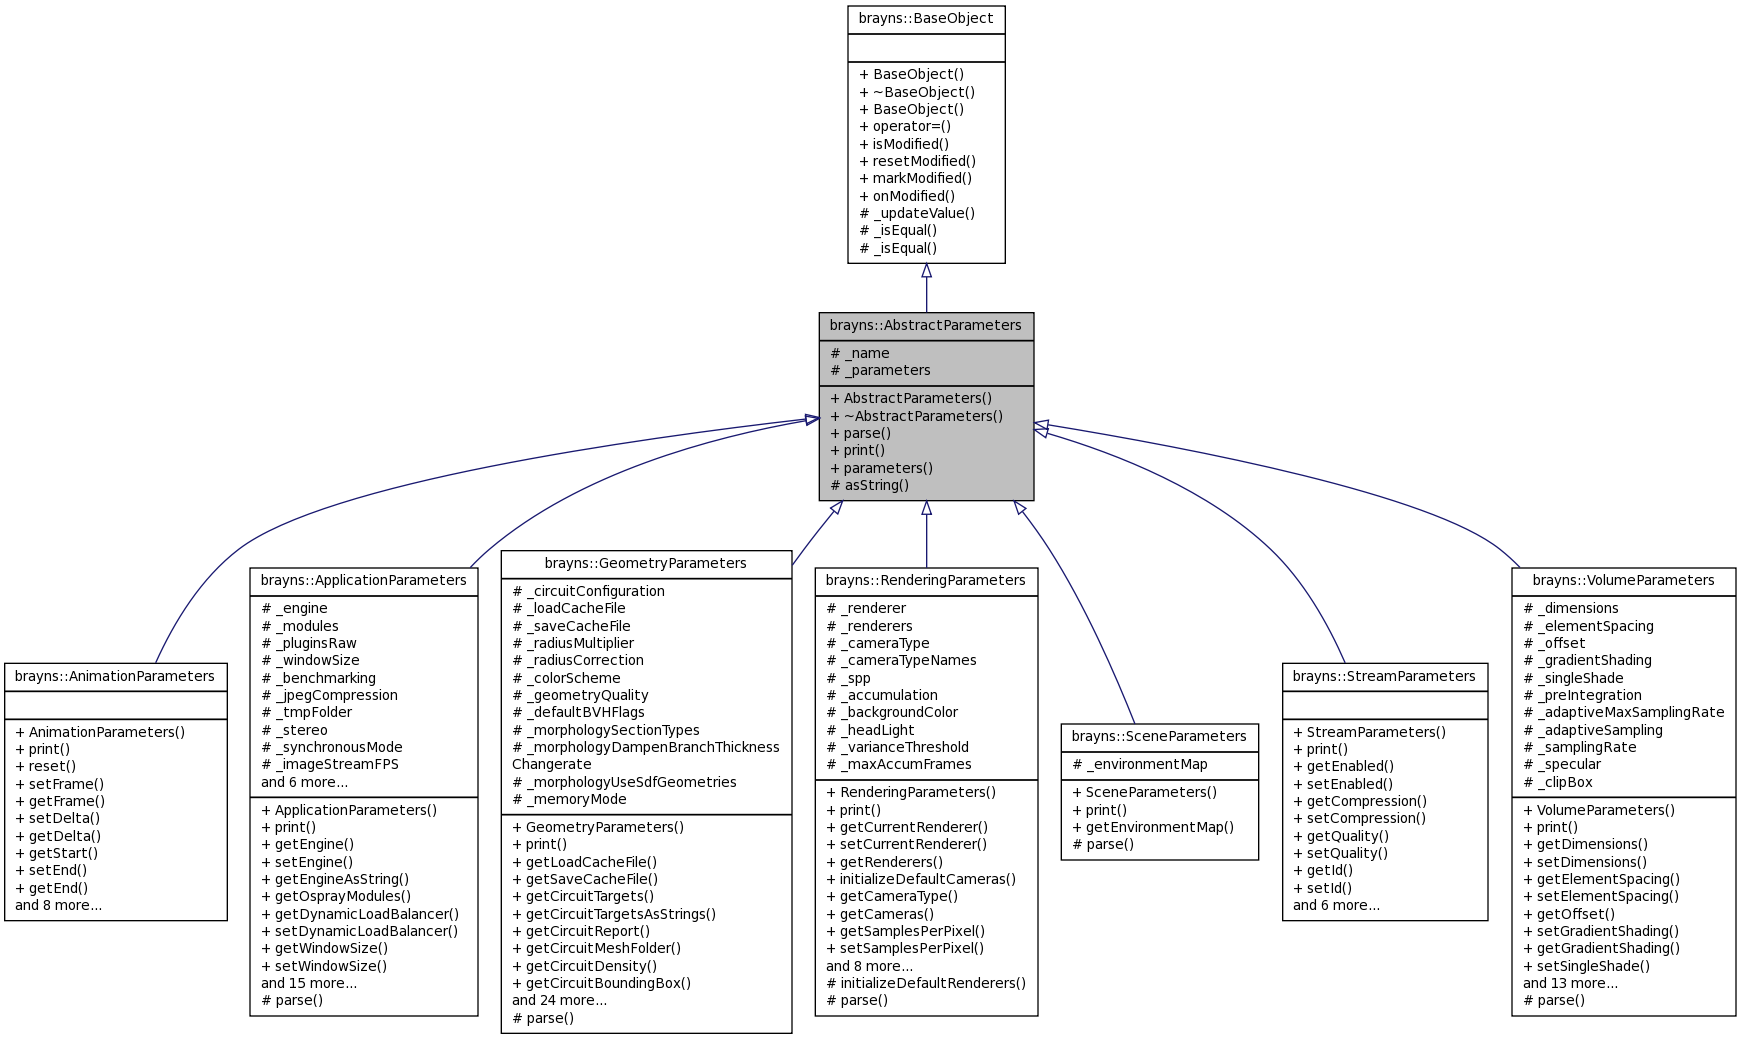 brayns::BaseObject
+ BaseObject()
+ ~BaseObject()
+ BaseObject()
+ operator=()
+ isModified()
+ resetModified()
+ markModified()
+ onModified()
# _updateValue()
# _isEqual()
# _isEqual()
brayns::AbstractParameters
# _name
# _parameters
+ AbstractParameters()
+ ~AbstractParameters()
+ parse()
+ print()
+ parameters()
# asString()
brayns::AnimationParameters
+ AnimationParameters()
+ print()
+ reset()
+ setFrame()
+ getFrame()
+ setDelta()
+ getDelta()
+ getStart()
+ setEnd()
+ getEnd()
and 8 more...
brayns::ApplicationParameters
# _engine
# _modules
# _pluginsRaw
# _windowSize
# _benchmarking
# _jpegCompression
# _tmpFolder
# _stereo
# _synchronousMode
# _imageStreamFPS
and 6 more...
+ ApplicationParameters()
+ print()
+ getEngine()
+ setEngine()
+ getEngineAsString()
+ getOsprayModules()
+ getDynamicLoadBalancer()
+ setDynamicLoadBalancer()
+ getWindowSize()
+ setWindowSize()
and 15 more...
# parse()
brayns::GeometryParameters
# _circuitConfiguration
# _loadCacheFile
# _saveCacheFile
# _radiusMultiplier
# _radiusCorrection
# _colorScheme
# _geometryQuality
# _defaultBVHFlags
# _morphologySectionTypes
# _morphologyDampenBranchThickness
Changerate
# _morphologyUseSdfGeometries
# _memoryMode
+ GeometryParameters()
+ print()
+ getLoadCacheFile()
+ getSaveCacheFile()
+ getCircuitTargets()
+ getCircuitTargetsAsStrings()
+ getCircuitReport()
+ getCircuitMeshFolder()
+ getCircuitDensity()
+ getCircuitBoundingBox()
and 24 more...
# parse()
brayns::RenderingParameters
# _renderer
# _renderers
# _cameraType
# _cameraTypeNames
# _spp
# _accumulation
# _backgroundColor
# _headLight
# _varianceThreshold
# _maxAccumFrames
+ RenderingParameters()
+ print()
+ getCurrentRenderer()
+ setCurrentRenderer()
+ getRenderers()
+ initializeDefaultCameras()
+ getCameraType()
+ getCameras()
+ getSamplesPerPixel()
+ setSamplesPerPixel()
and 8 more...
# initializeDefaultRenderers()
# parse()
brayns::SceneParameters
# _environmentMap
+ SceneParameters()
+ print()
+ getEnvironmentMap()
# parse()
brayns::StreamParameters
+ StreamParameters()
+ print()
+ getEnabled()
+ setEnabled()
+ getCompression()
+ setCompression()
+ getQuality()
+ setQuality()
+ getId()
+ setId()
and 6 more...
brayns::VolumeParameters
# _dimensions
# _elementSpacing
# _offset
# _gradientShading
# _singleShade
# _preIntegration
# _adaptiveMaxSamplingRate
# _adaptiveSampling
# _samplingRate
# _specular
# _clipBox
+ VolumeParameters()
+ print()
+ getDimensions()
+ setDimensions()
+ getElementSpacing()
+ setElementSpacing()
+ getOffset()
+ setGradientShading()
+ getGradientShading()
+ setSingleShade()
and 13 more...
# parse()